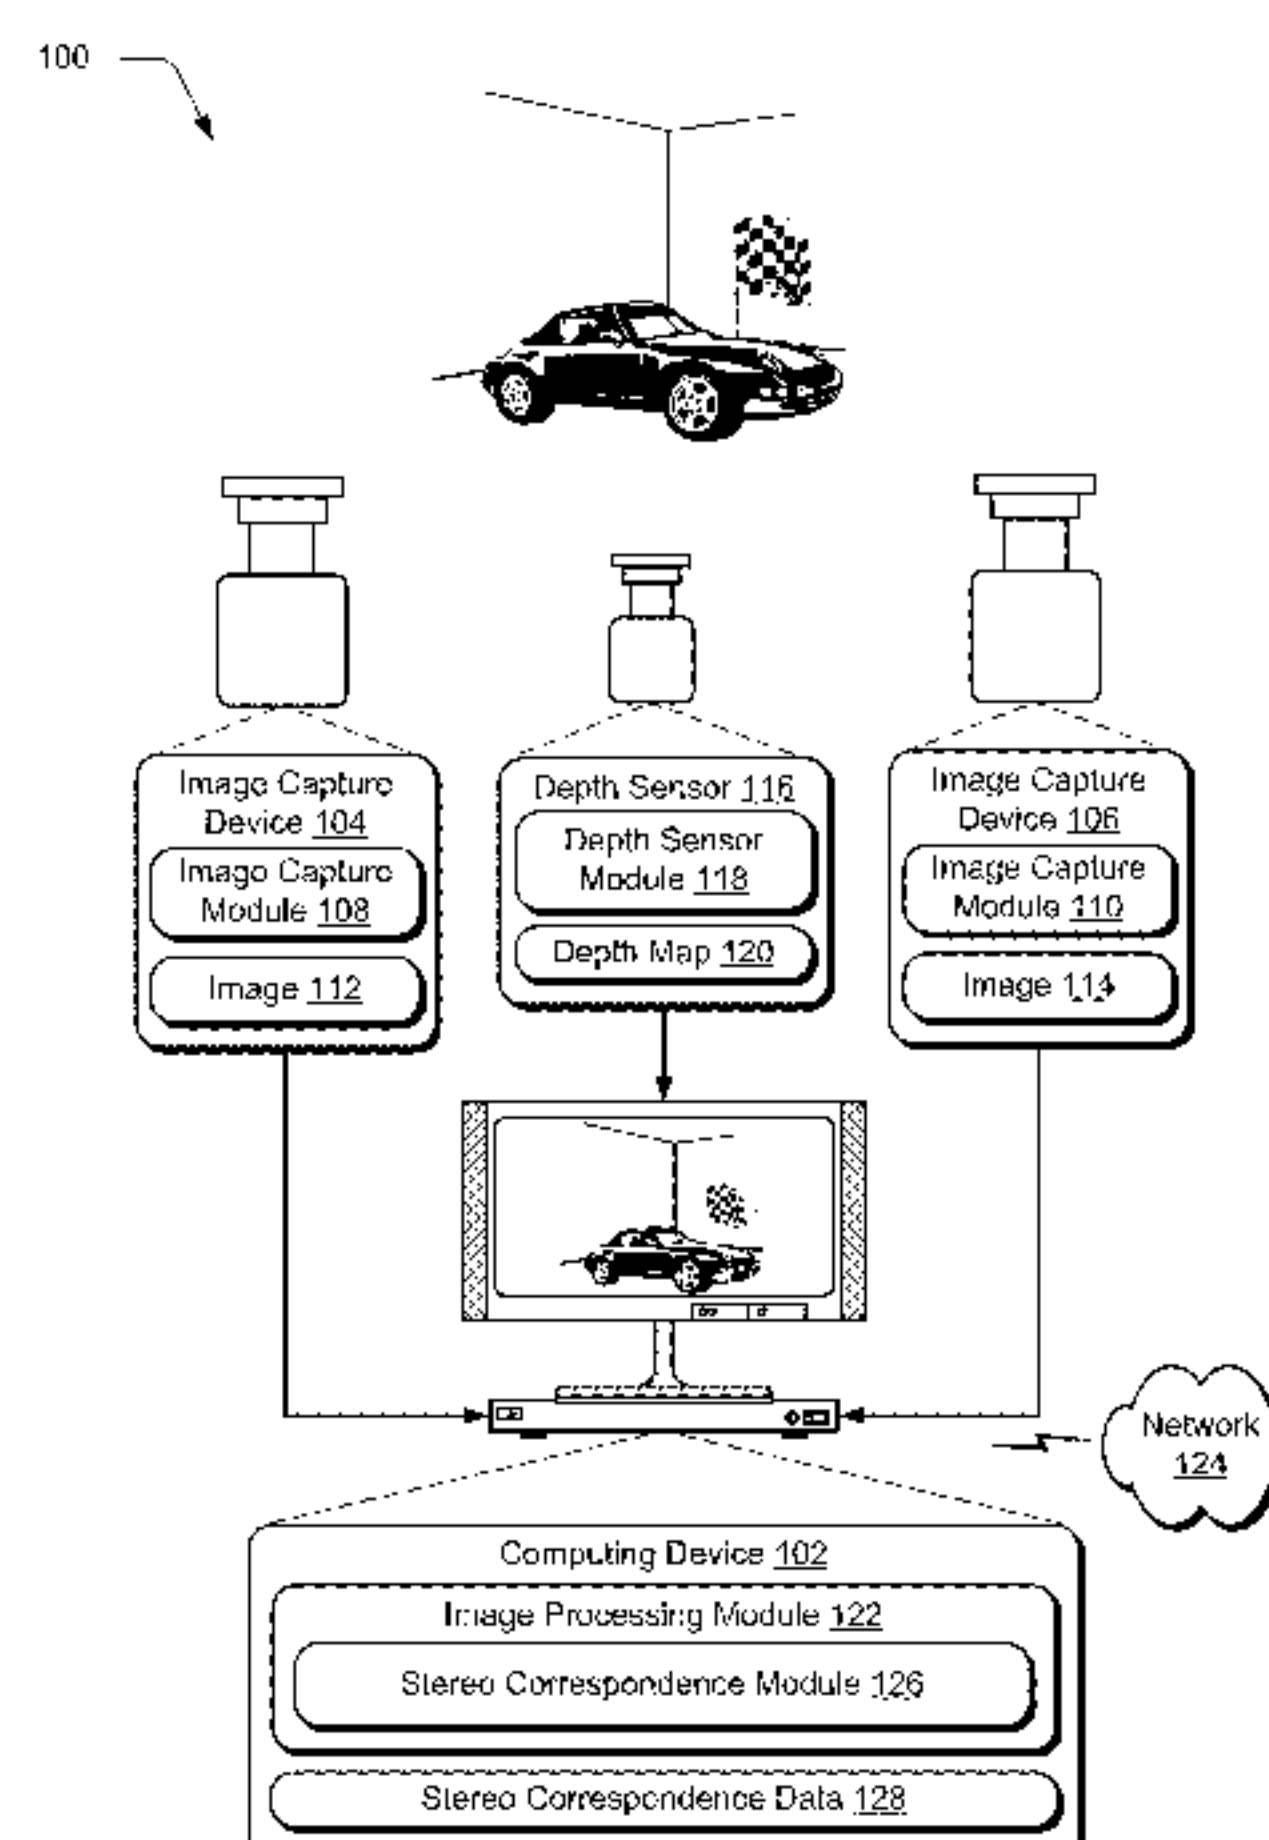 100
Image Capture
Device 104
Image Capture
Module 108
Image 112
Depth Sensor 116
Depth Sensor
Module 118
Depth Map 120
Image Capture
Device 106
Image Capture
Module 110
Image 114
Network
124
Computing Device 102
Image Processing Module 122
Stereo Correspondence Module 126
Stereo Correspondence Data 128